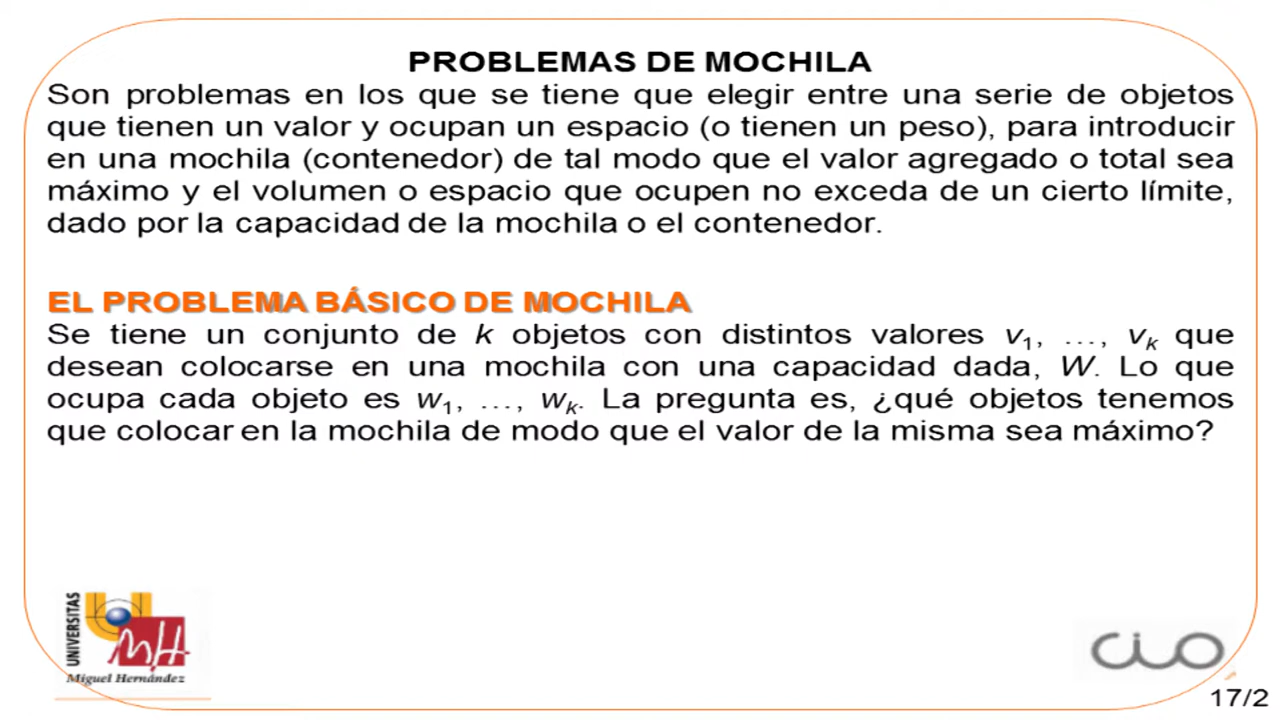 PROBLEMAS DE MOCHILA
Son problemas en los que se tiene que elegir entre una serie de objetos
que tienen un valor y ocupan un espacio (o tienen un peso), para introducir
en una mochila (contenedor) de tal modo que el valor agregado o total sea
máximo y el volumen o espacio que ocupen no exceda de un cierto límite,
dado por la capacidad de la mochila o el contenedor.
EL PROBLEMA BÁSICO DE MOCHILA
Se tiene un conjunto de k objetos con distintos valores v1, ..., vk que
desean colocarse en una mochila con una capacidad dada, W. Lo que
ocupa cada objeto es w1, ..., wk. La pregunta es, ¿qué objetos tenemos
que colocar en la mochila de modo que el valor de la misma sea máximo?
UNIVERSITAS
Miguel Hernández
CIO
17/2